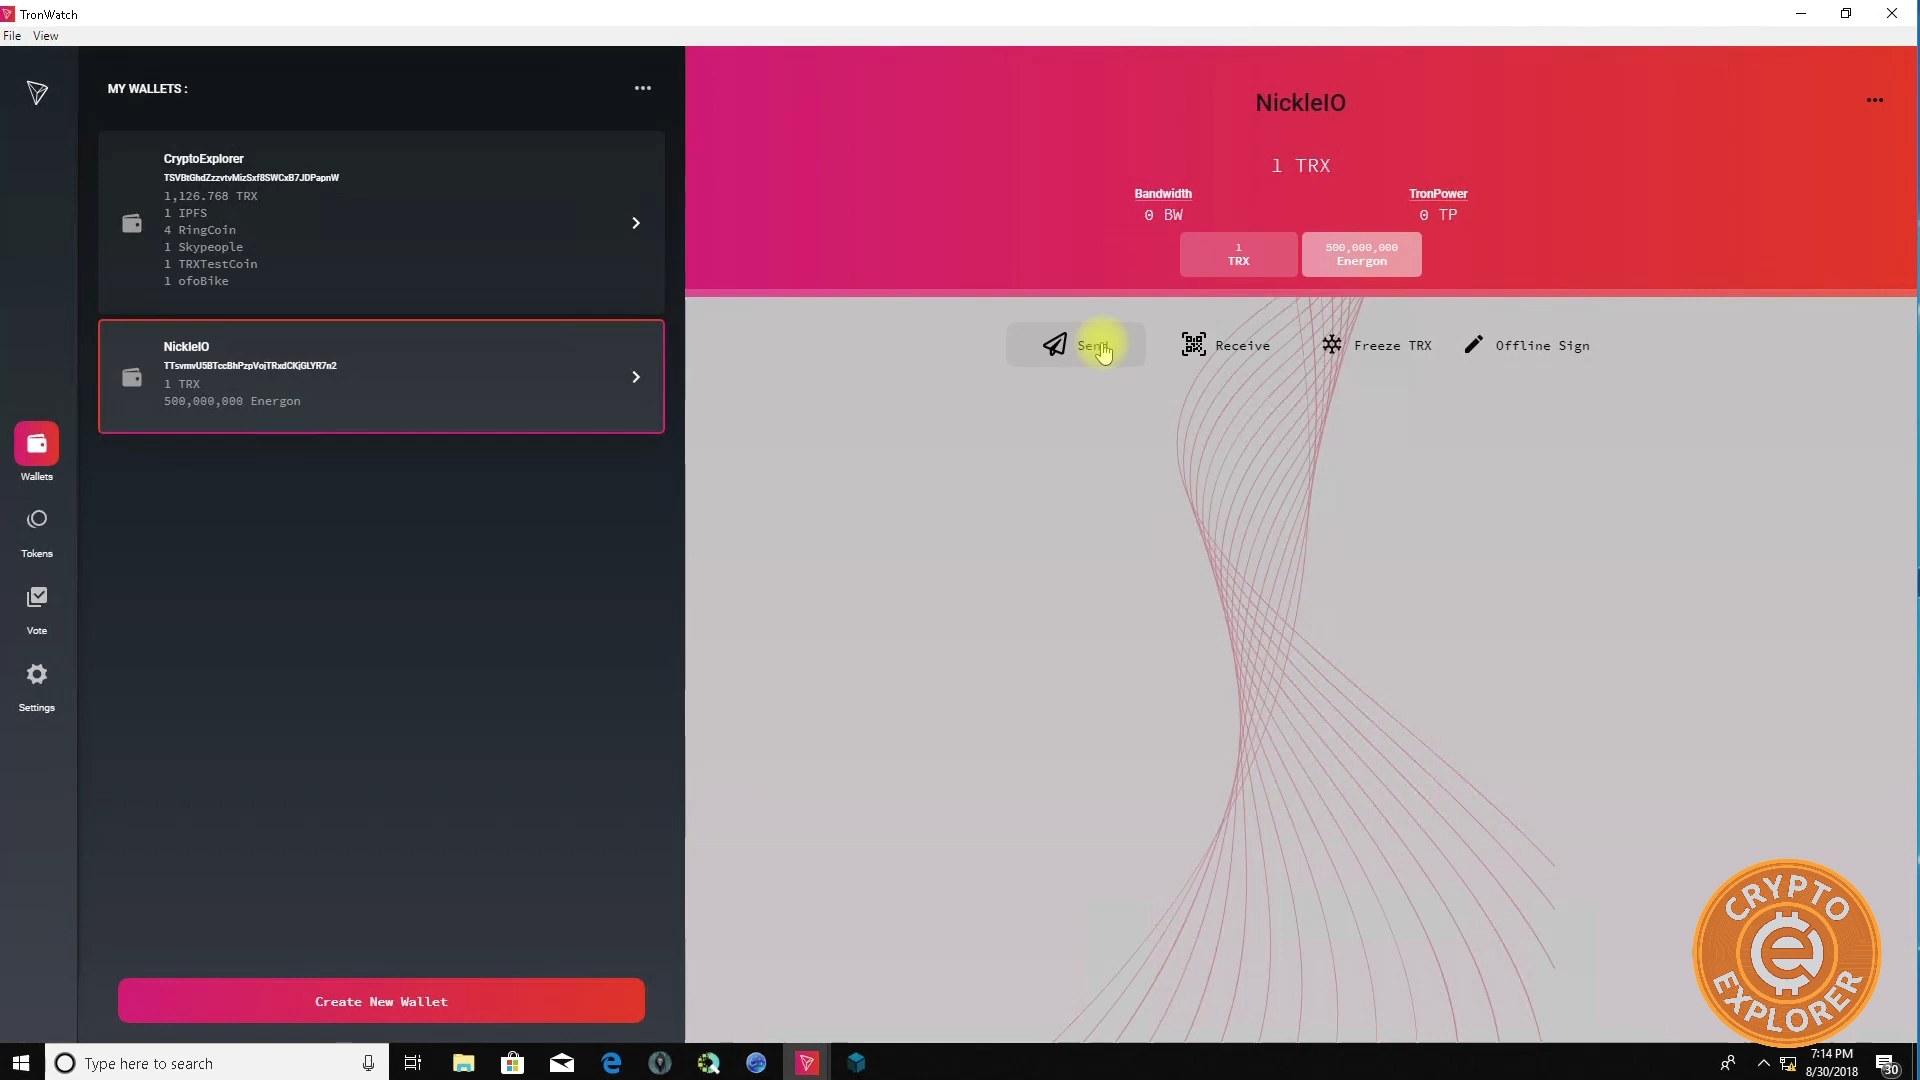 TronWatch
File View
MY WALLETS :
CryptoExplorer
TSVBtGhdZzzvtvMizSxf8SWCxB7JDPapnW
1,126.768 TRX
1 IPFS
4 RingCoin
1 Skypeople
1 TRXTestCoin
1 ofoBike
NickleIO
TTsvmvU5BTccBhPzpVojTRxdCKjGLYR7n2
1 TRX
500,000,000 Energon
Wallets
Tokens
Vote
Settings
Create New Wallet
NickleIO
1 TRX
Bandwidth
0 BW
TronPower
0 TP
1
TRX
500,000,000
Energon
Send
Receive
Freeze TRX
Offline Sign
CRYPTO
EXPLORER
Type here to search
7:14 PM
8/30/2018
30